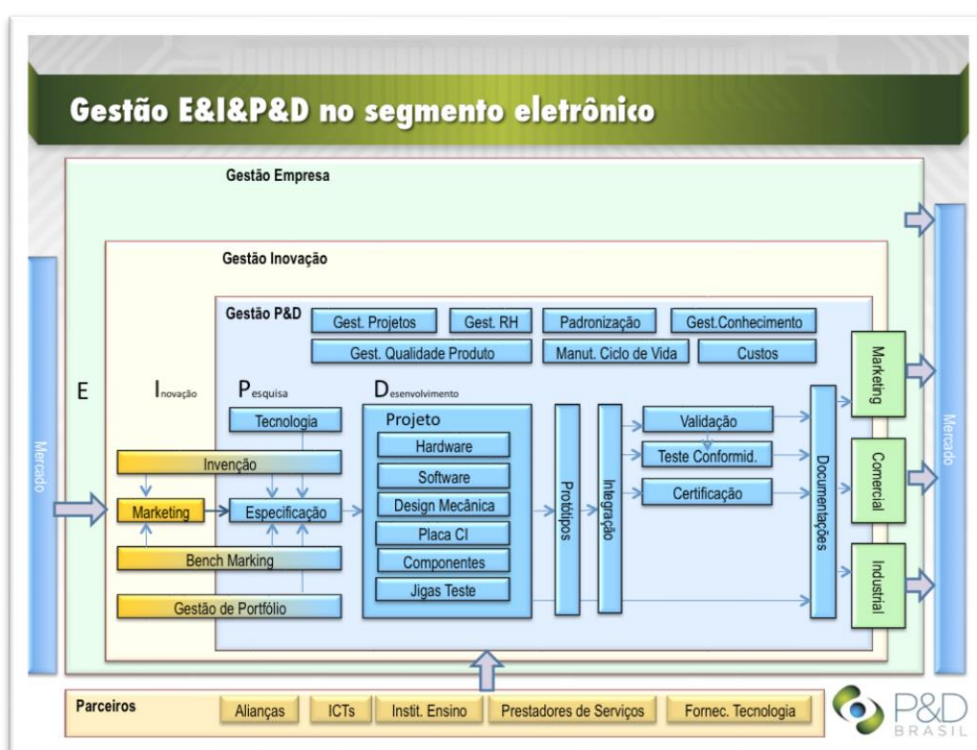 Gestão E&I&P&D no segmento eletrônico
Gestão Empresa
Gestão Inovação
Gestão P&D
Gest. Projetos
Gest. RH
Padronização
Gest.Conhecimento
Gest. Qualidade Produto
Manut. Ciclo de Vida
Custos
E
Inovação
Pesquisa
Desenvolvimento
Mercado
Tecnologia
Invenção
Marketing
Especificação
Bench Marking
Gestão de Portfólio
Projeto
Hardware
Software
Design Mecânica
Placa CI
Componentes
Jigas Teste
Protótipos
Integração
Validação
Teste Conformid.
Certificação
Documentações
Marketing
Comercial
Industrial
Mercado
Parceiros
Alianças
ICTs
Instit. Ensino
Prestadores de Serviços
Fornec. Tecnologia
P&D
BRASIL